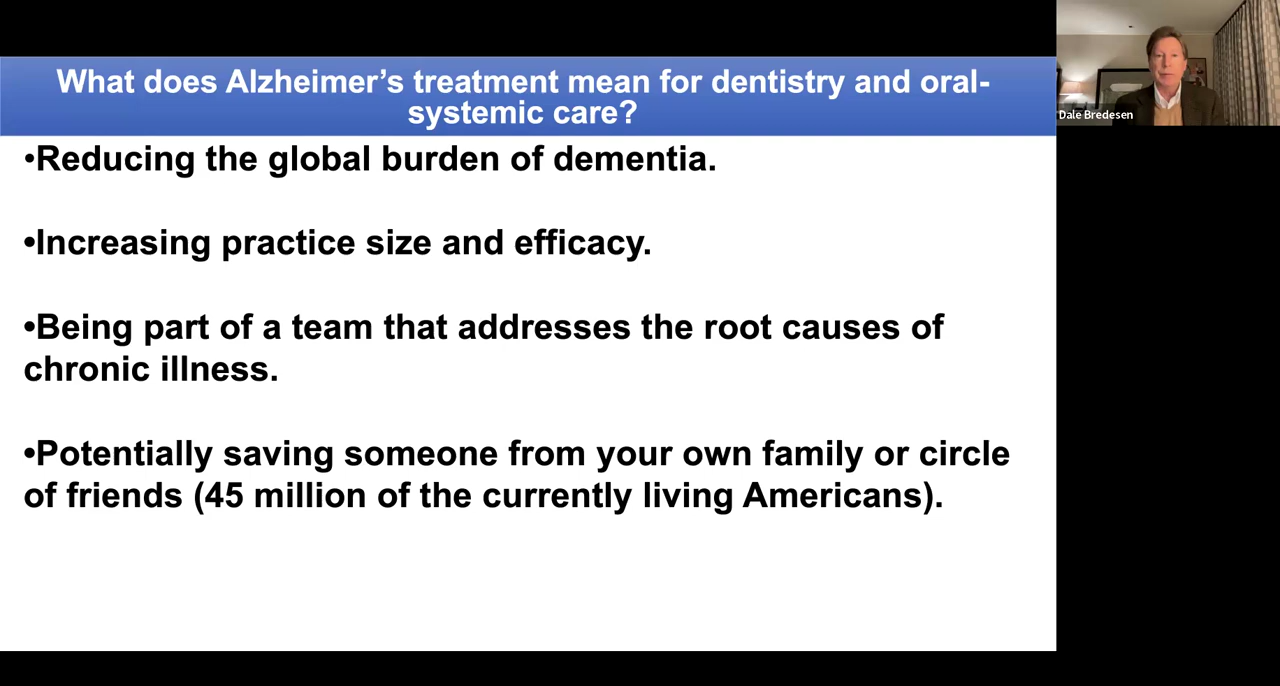 What does Alzheimer’s treatment mean for dentistry and oral-
systemic care?
•Reducing the global burden of dementia.
•Increasing practice size and efficacy.
•Being part of a team that addresses the root causes of
chronic illness.
•Potentially saving someone from your own family or circle
of friends (45 million of the currently living Americans).
Dale Bredesen